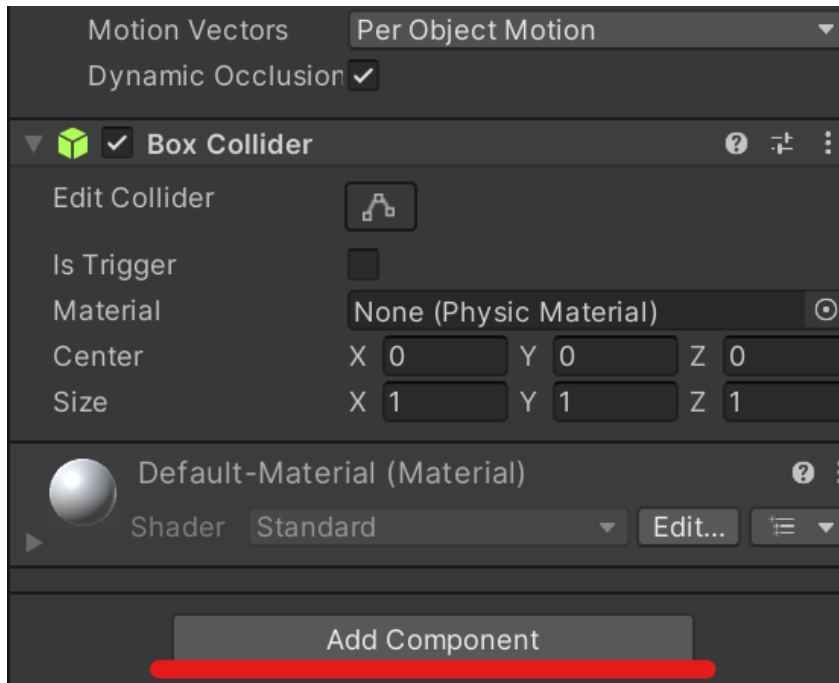 Motion Vectors Per Object Motion
Dynamic Occlusion
Box Collider
Edit Collider
Is Trigger
Material None (Physic Material)
Center X 0 Y 0 Z 0
Size X 1 Y 1 Z 1
Default-Material (Material)
Shader Standard Edit...
Add Component